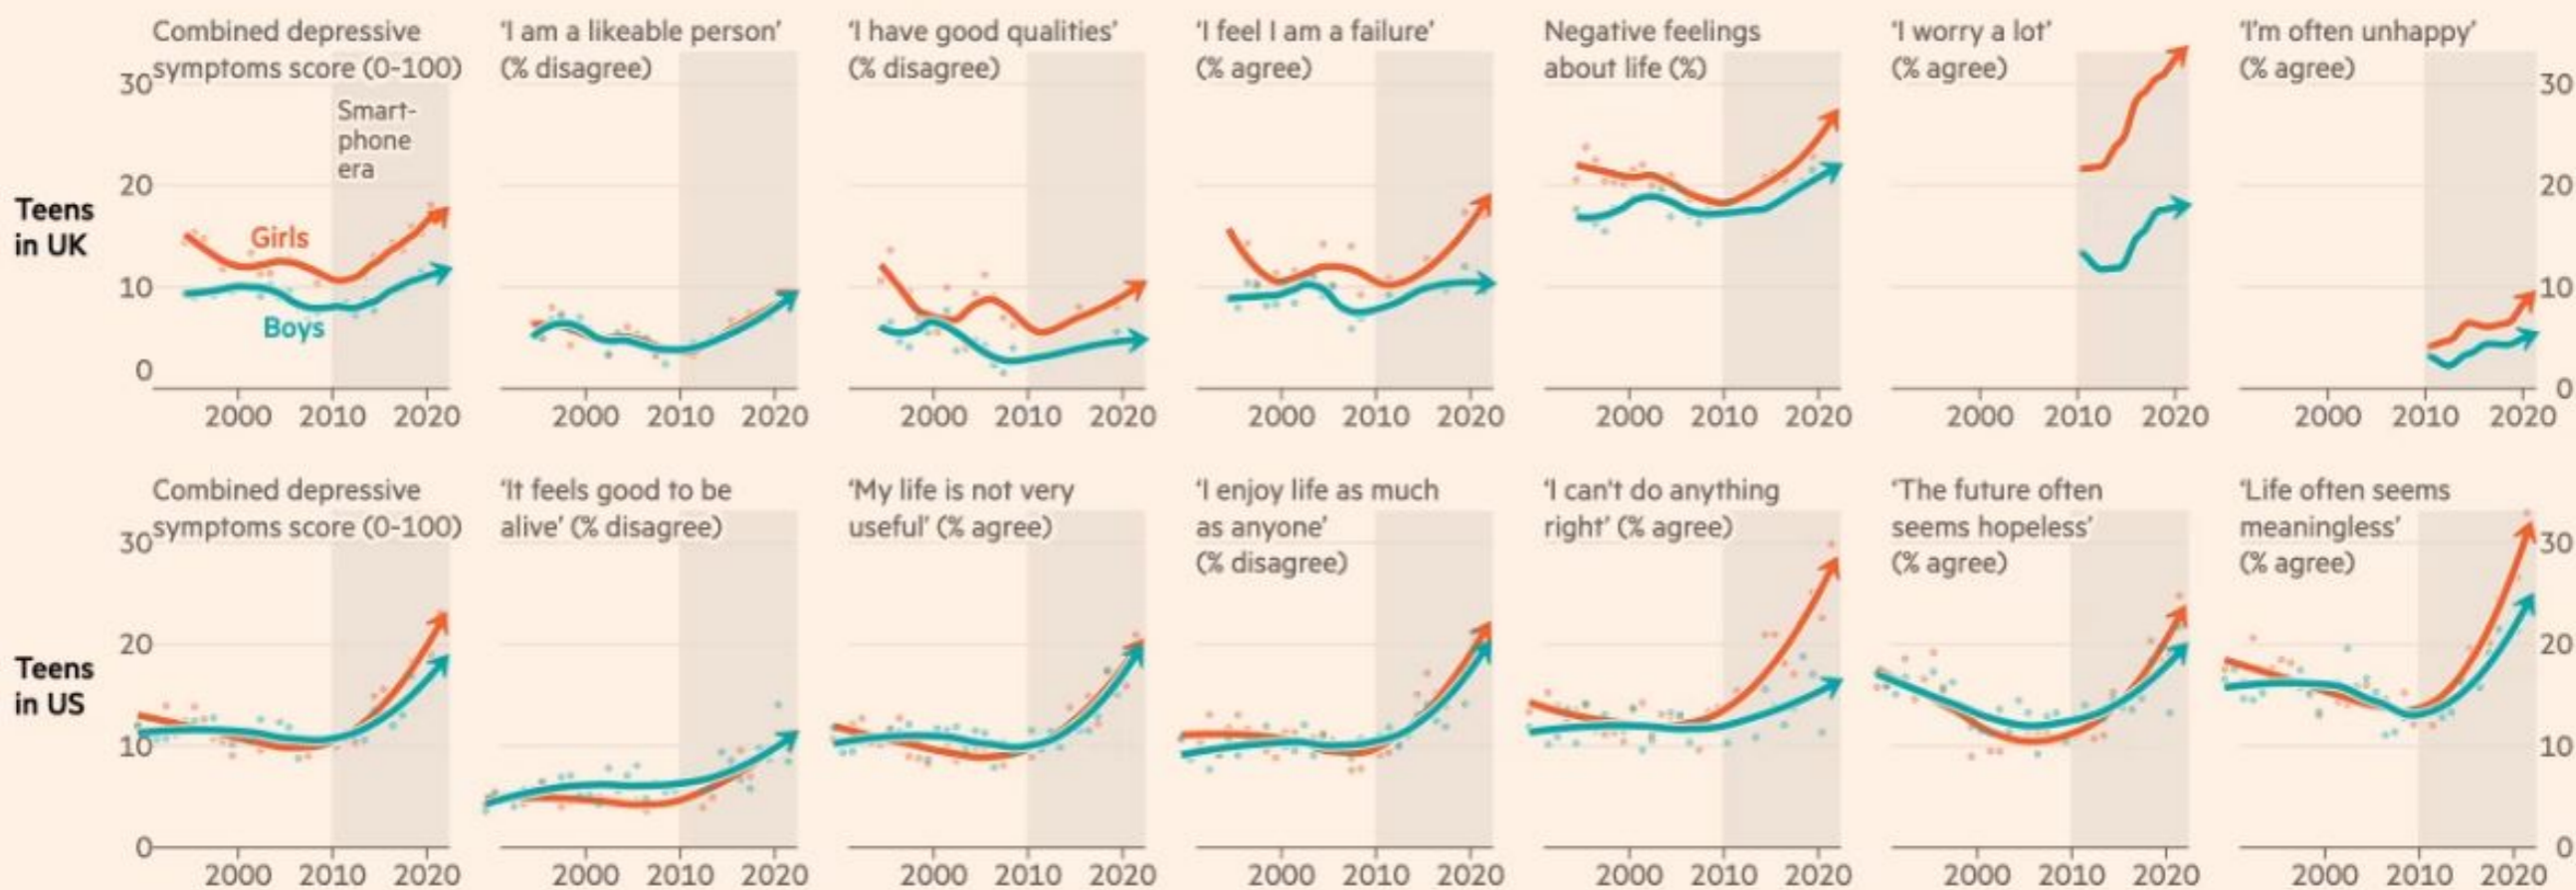 Combined depressive
symptoms score (0-100)
'I am a likeable person'
(% disagree)
'I have good qualities'
(% disagree)
'I feel I am a failure'
(% agree)
Negative feelings
about life (%)
'I worry a lot'
(% agree)
'I'm often unhappy'
(% agree)
30
30
Smart-
phone
era
20
20
Teens
in UK
Girls
10
10
Boys
0
0
2000 2010 2020
2000 2010 2020
2000 2010 2020
2000 2010 2020
2000 2010 2020
2000 2010 2020
2000 2010 2020
Combined depressive
symptoms score (0-100)
'It feels good to be
alive' (% disagree)
'My life is not very
useful' (% agree)
'I enjoy life as much
as anyone'
(% disagree)
'I can't do anything
right' (% agree)
'The future often
seems hopeless'
(% agree)
'Life often seems
meaningless'
(% agree)
30
30
20
20
Teens
in US
10
10
0
0
2000 2010 2020
2000 2010 2020
2000 2010 2020
2000 2010 2020
2000 2010 2020
2000 2010 2020
2000 2010 2020